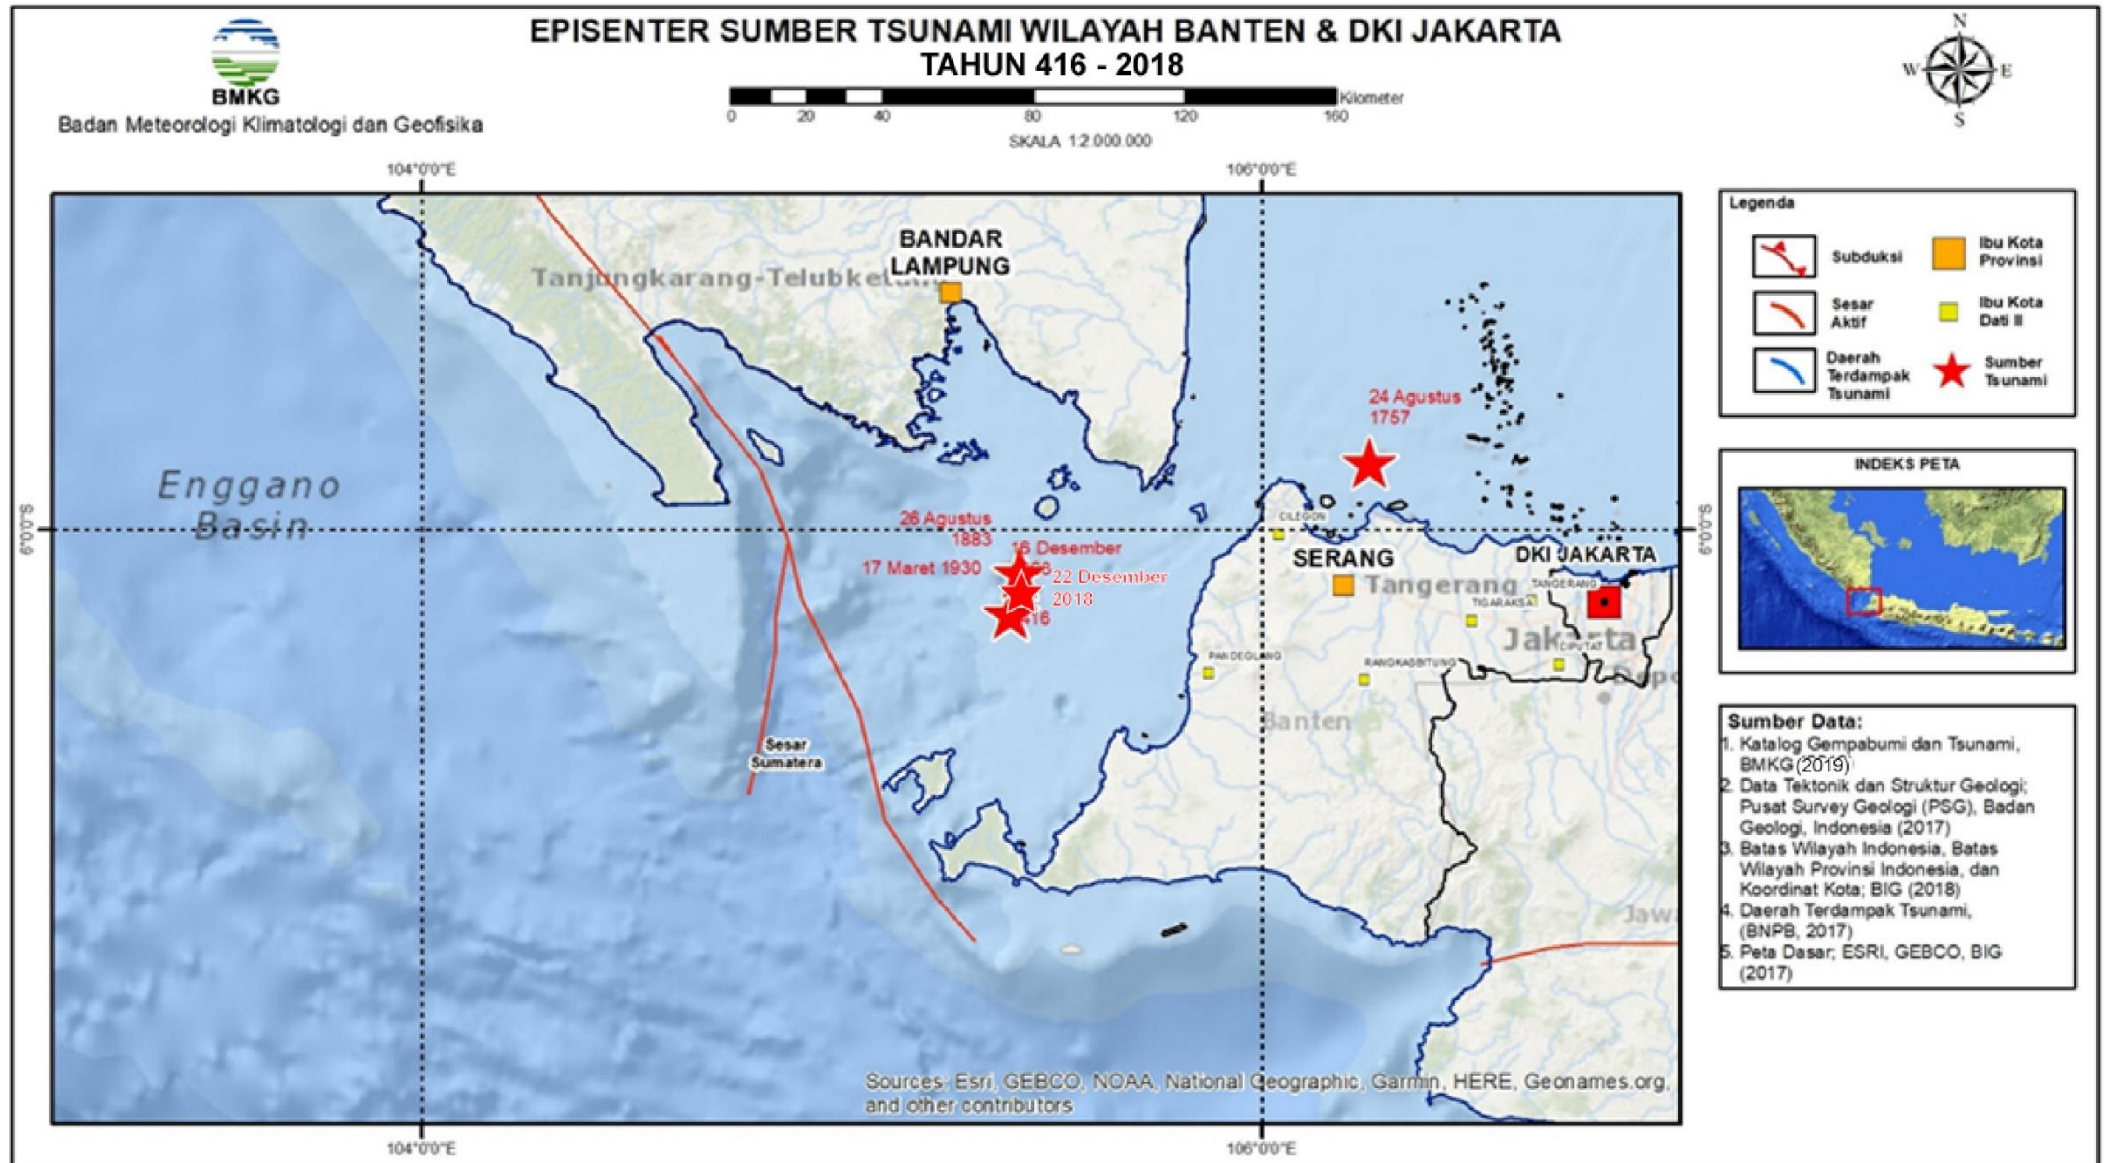 EPISENTER SUMBER TSUNAMI WILAYAH BANTEN & DKI JAKARTA
TAHUN 416 - 2018
BMKG
Badan Meteorologi Klimatologi dan Geofisika
Kilometer
0 20 40 80 120 160
SKALA 1:2.000.000
N
W E
S
104°0'0"E 106°0'0"E
6°0'0"S
6°0'0"S
BANDAR
LAMPUNG
Tanjungkarang-Telubket
24 Agustus
1757
Enggano
Basin
26 Agustus
1883
16 Desember
17 Maret 1930
22 Desember
2018
416
CILEGON
SERANG
DKI JAKARTA
Tangerang
TANGERANG
TIGARAKSA
Jakarta
CIPUTAT
PANDEGLANG
RANGKASBITUNG
Depo
Banten
Sesar
Sumatera
Jawa
Sources: Esri, GEBCO, NOAA, National Geographic, Garmin, HERE, Geonames.org,
and other contributors
104°0'0"E 106°0'0"E
Legenda
Subduksi
Ibu Kota
Provinsi
Sesar
Aktif
Ibu Kota
Dati II
Daerah
Terdampak
Tsunami
Sumber
Tsunami
INDEKS PETA
Sumber Data:
1. Katalog Gempabumi dan Tsunami,
BMKG(2019)
2. Data Tektonik dan Struktur Geologi;
Pusat Survey Geologi (PSG), Badan
Geologi, Indonesia (2017)
3. Batas Wilayah Indonesia, Batas
Wilayah Provinsi Indonesia, dan
Koordinat Kota; BIG (2018)
4. Daerah Terdampak Tsunami,
(BNPB, 2017)
5. Peta Dasar; ESRI, GEBCO, BIG
(2017)